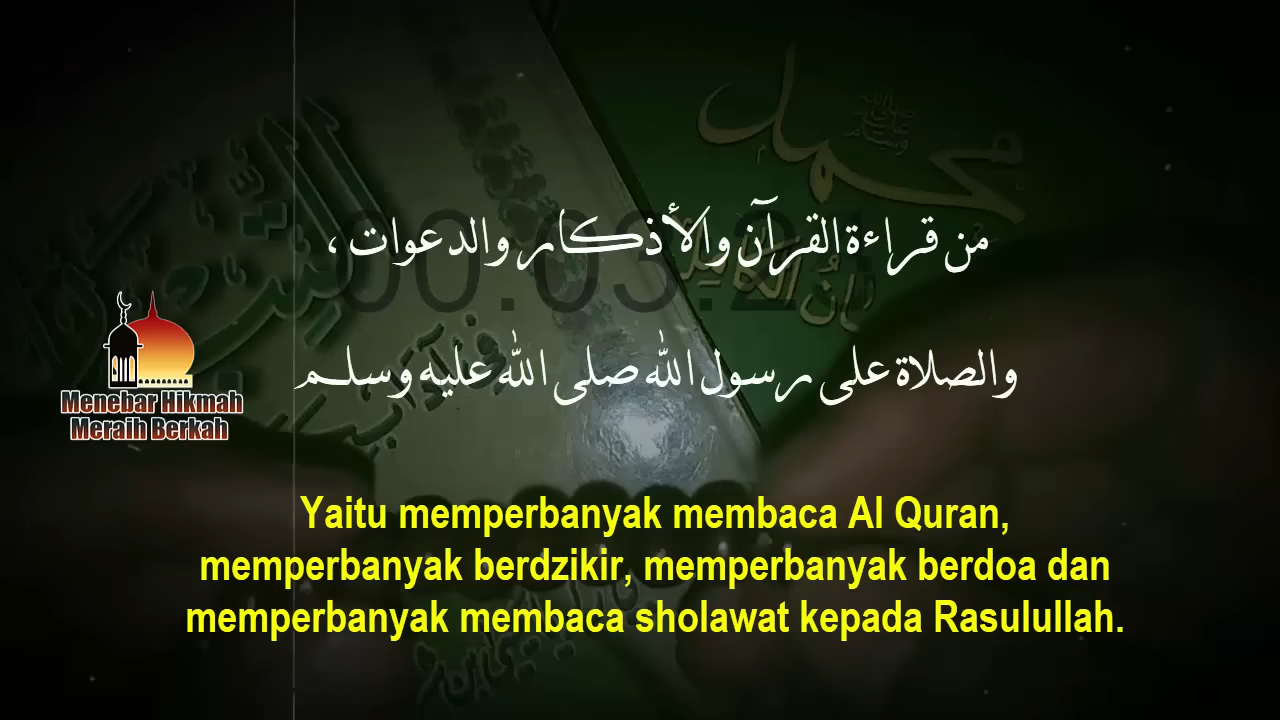 محمد
من قراءة القرآن والأذكار والدعوات ،
والصلاة على رسول الله صلى الله عليه وسلم
Menebar Hikmah
Meraih Berkah
Yaitu memperbanyak membaca Al Quran,
memperbanyak berdzikir, memperbanyak berdoa dan
memperbanyak membaca sholawat kepada Rasulullah.